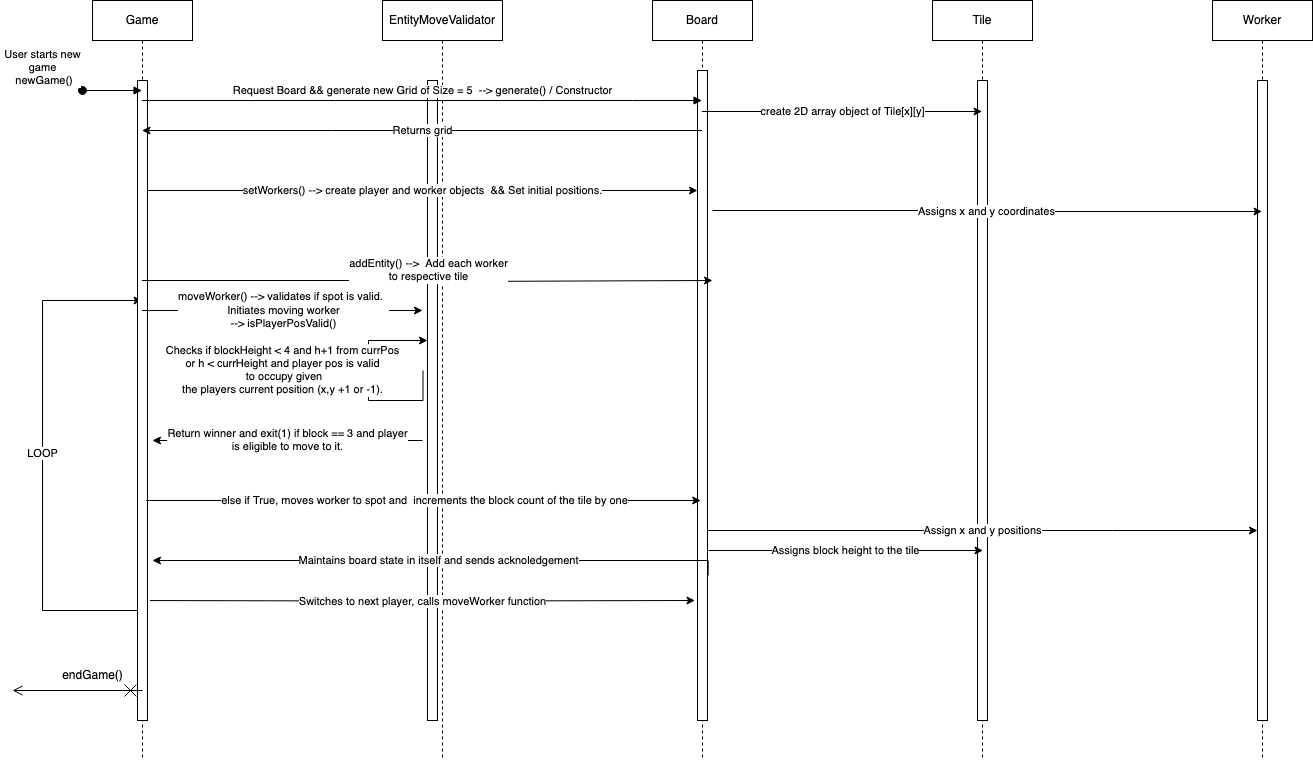 Game
EntityMoveValidator
Board
Tile
Worker
User starts new
game
newGame()
Request Board && generate new Grid of Size = 5 --> generate() / Constructor
create 2D array object of Tile[x][y]
Returns grid
setWorkers() --> create player and worker objects && Set initial positions.
Assigns x and y coordinates
addEntity() --> Add each worker
to respective tile
moveWorker() --> validates if spot is valid.
Initiates moving worker
--> isPlayerPosValid()
Checks if blockHeight < 4 and h+1 from currPos
or h < currHeight and player pos is valid
to occupy given
the players current position (x,y +1 or -1).
Return winner and exit(1) if block == 3 and player
is eligible to move to it.
LOOP
else if True, moves worker to spot and increments the block count of the tile by one
Assign x and y positions
Assigns block height to the tile
Maintains board state in itself and sends acknoledgement
Switches to next player, calls moveWorker function
endGame()